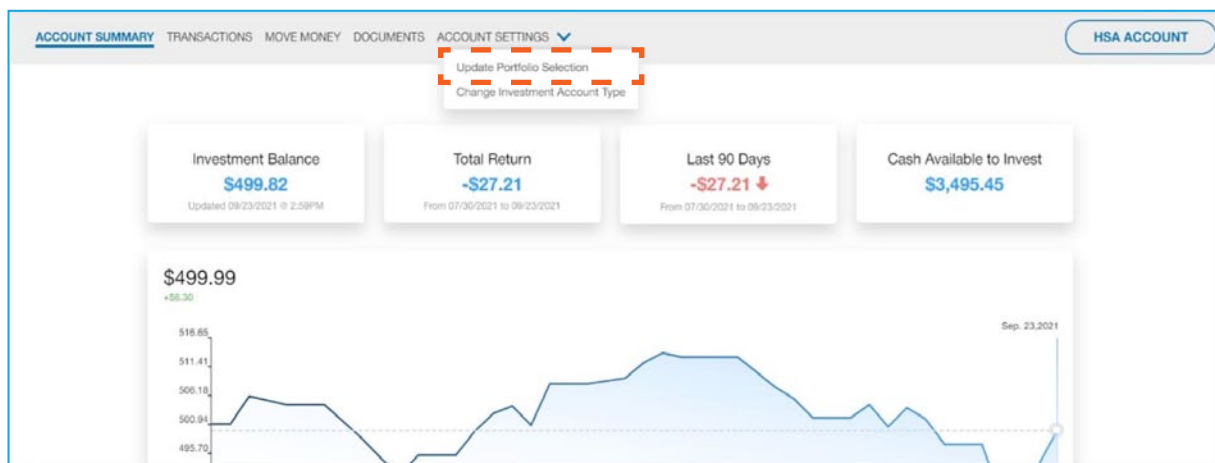 ACCOUNT SUMMARY TRANSACTIONS MOVE MONEY DOCUMENTS ACCOUNT SETTINGS HSA ACCOUNT
Update Portfolio Selection
Change Investment Account Type
Investment Balance
$499.82
Updated 09/23/2021 @ 2:59PM
Total Return
-$27.21
From 07/30/2021 to 09/23/2021
Last 90 Days
-$27.21
From 07/30/2021 to 09/23/2021
Cash Available to Invest
$3,495.45
$499.99
+$6.30
Sep. 23,2021
516.65
511.41
506.18
500.94
495.70